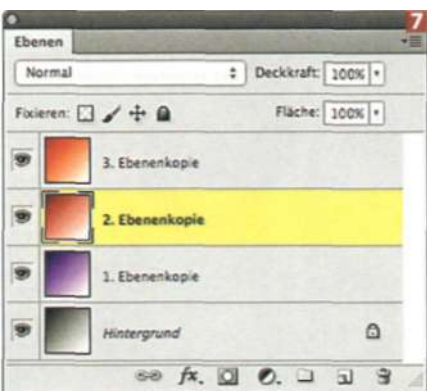 7
Ebenen
Normal Deckkraft: 100%
Fixieren: Fläche: 100%
3. Ebenenkopie
2. Ebenenkopie
1. Ebenenkopie
Hintergrund
fx.